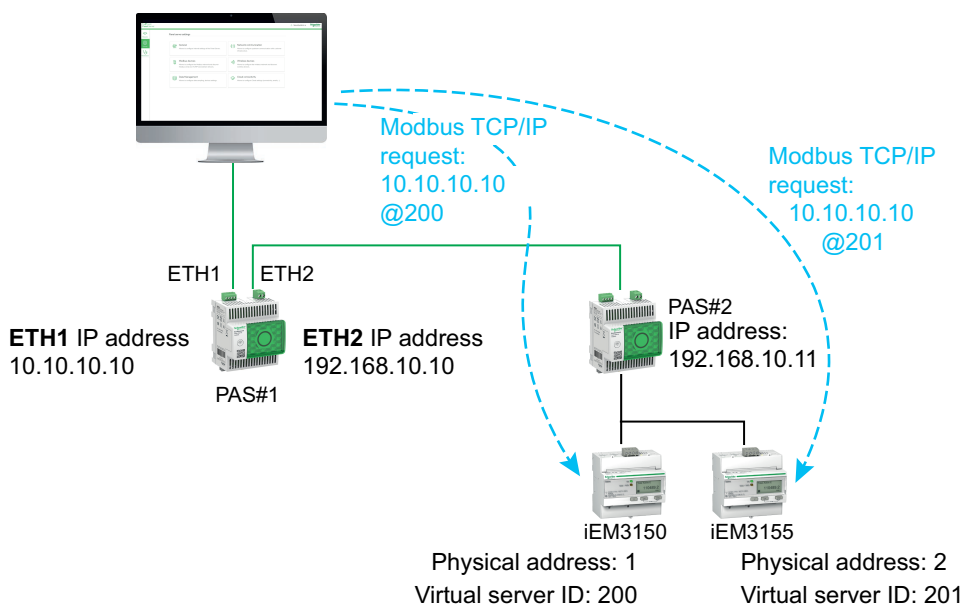 Modbus TCP/IP
request:
10.10.10.10
@200
Modbus TCP/IP
request:
10.10.10.10
@201
ETH1
ETH2
ETH1 IP address
10.10.10.10
ETH2 IP address
192.168.10.10
PAS#1
PAS#2
IP address:
192.168.10.11
iEM3150
iEM3155
Physical address: 1
Virtual server ID: 200
Physical address: 2
Virtual server ID: 201